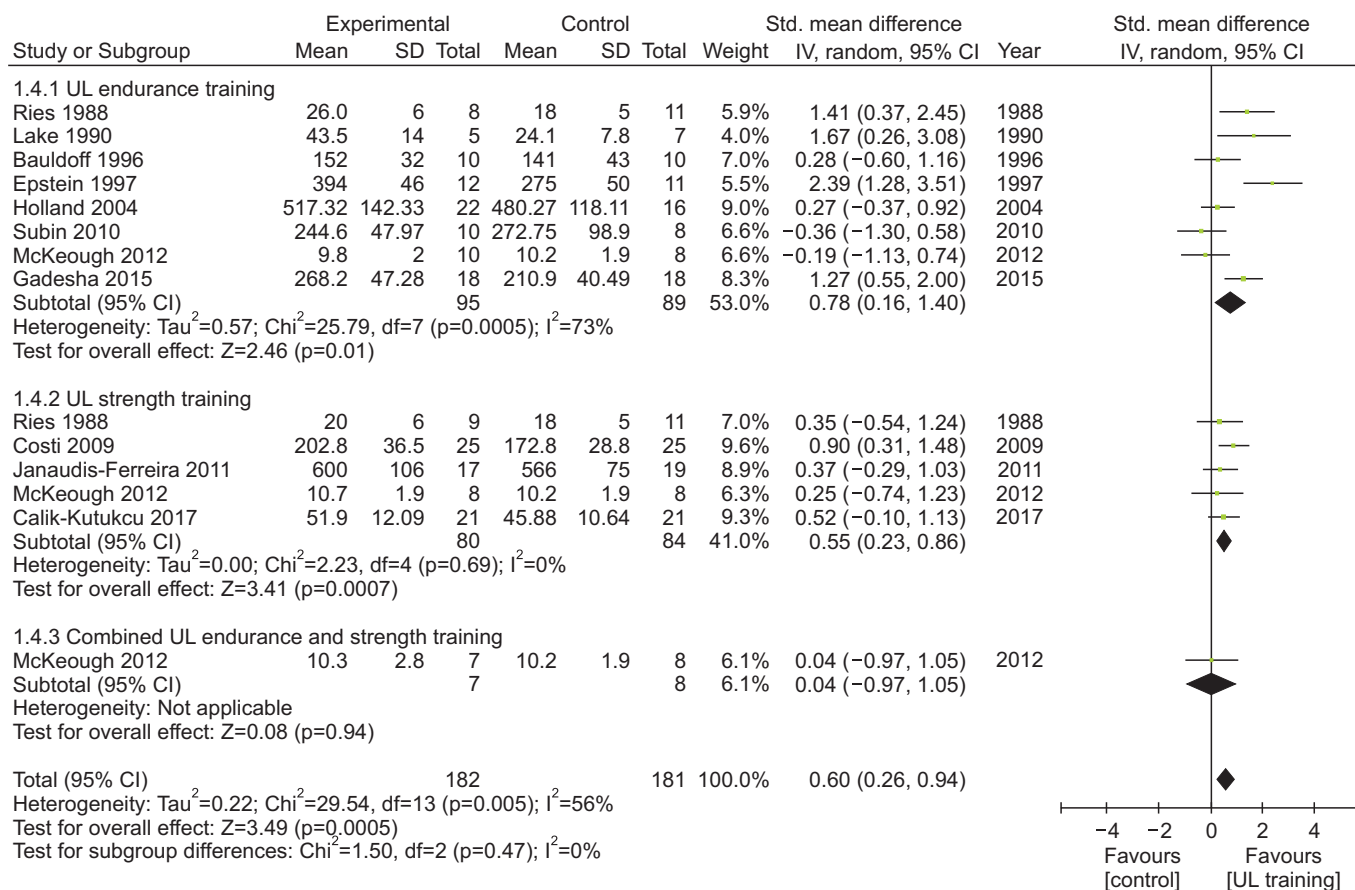 Experimental Control Std. mean difference Std. mean difference
Study or Subgroup Mean SD Total Mean SD Total Weight IV, random, 95% CI Year IV, random, 95% CI
1.4.1 UL endurance training
Ries 1988 26.0 6 8 18 5 11 5.9% 1.41 (0.37, 2.45) 1988
Lake 1990 43.5 14 5 24.1 7.8 7 4.0% 1.67 (0.26, 3.08) 1990
Bauldoff 1996 152 32 10 141 43 10 7.0% 0.28 (−0.60, 1.16) 1996
Epstein 1997 394 46 12 275 50 11 5.5% 2.39 (1.28, 3.51) 1997
Holland 2004 517.32 142.33 22 480.27 118.11 16 9.0% 0.27 (−0.37, 0.92) 2004
Subin 2010 244.6 47.97 10 272.75 98.9 8 6.6% −0.36 (−1.30, 0.58) 2010
McKeough 2012 9.8 2 10 10.2 1.9 8 6.6% −0.19 (−1.13, 0.74) 2012
Gadesha 2015 268.2 47.28 18 210.9 40.49 18 8.3% 1.27 (0.55, 2.00) 2015
Subtotal (95% CI) 95 89 53.0% 0.78 (0.16, 1.40)
Heterogeneity: Tau²=0.57; Chi²=25.79, df=7 (p=0.0005); I²=73%
Test for overall effect: Z=2.46 (p=0.01)
1.4.2 UL strength training
Ries 1988 20 6 9 18 5 11 7.0% 0.35 (−0.54, 1.24) 1988
Costi 2009 202.8 36.5 25 172.8 28.8 25 9.6% 0.90 (0.31, 1.48) 2009
Janaudis-Ferreira 2011 600 106 17 566 75 19 8.9% 0.37 (−0.29, 1.03) 2011
McKeough 2012 10.7 1.9 8 10.2 1.9 8 6.3% 0.25 (−0.74, 1.23) 2012
Calik-Kutukcu 2017 51.9 12.09 21 45.88 10.64 21 9.3% 0.52 (−0.10, 1.13) 2017
Subtotal (95% CI) 80 84 41.0% 0.55 (0.23, 0.86)
Heterogeneity: Tau²=0.00; Chi²=2.23, df=4 (p=0.69); I²=0%
Test for overall effect: Z=3.41 (p=0.0007)
1.4.3 Combined UL endurance and strength training
McKeough 2012 10.3 2.8 7 10.2 1.9 8 6.1% 0.04 (−0.97, 1.05) 2012
Subtotal (95% CI) 7 8 6.1% 0.04 (−0.97, 1.05)
Heterogeneity: Not applicable
Test for overall effect: Z=0.08 (p=0.94)
Total (95% CI) 182 181 100.0% 0.60 (0.26, 0.94)
Heterogeneity: Tau²=0.22; Chi²=29.54, df=13 (p=0.005); I²=56%
Test for overall effect: Z=3.49 (p=0.0005)
Test for subgroup differences: Chi²=1.50, df=2 (p=0.47); I²=0%
−4 −2 0 2 4
Favours Favours
[control] [UL training]